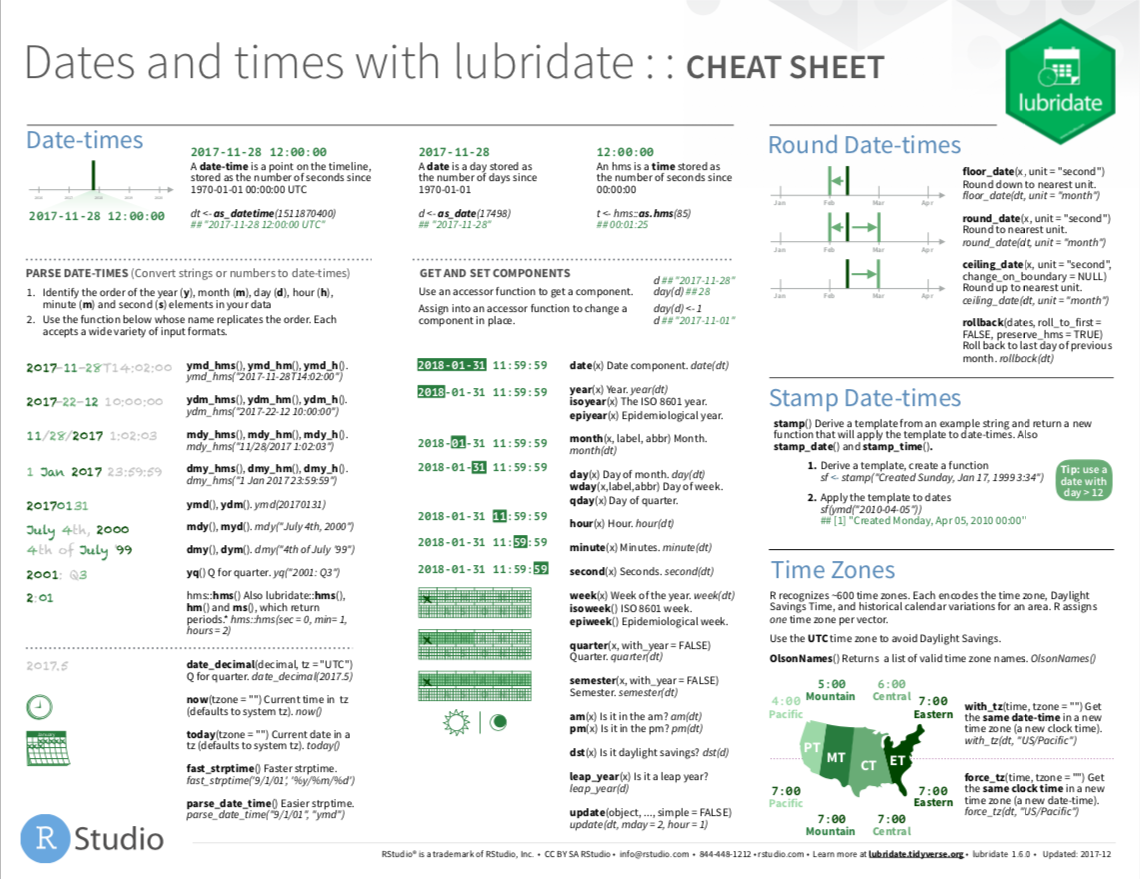 Dates and times with lubridate : : CHEAT SHEET
lubridate
Date-times
2017-11-28 12:00:00
2017-11-28 12:00:00
A date-time is a point on the timeline,
stored as the number of seconds since
1970-01-01 00:00:00 UTC
dt <- as_datetime(1511870400)
## "2017-11-28 12:00:00 UTC"
2017-11-28
A date is a day stored as
the number of days since
1970-01-01
d <- as_date(17498)
## "2017-11-28"
12:00:00
An hms is a time stored as
the number of seconds since
00:00:00
t <- hms::as.hms(85)
## 00:01:25
PARSE DATE-TIMES (Convert strings or numbers to date-times)
1. Identify the order of the year (y), month (m), day (d), hour (h),
minute (m) and second (s) elements in your data
2. Use the function below whose name replicates the order. Each
accepts a wide variety of input formats.
2017-11-28T14:02:00
ymd_hms(), ymd_hm(), ymd_h().
ymd_hms("2017-11-28T14:02:00")
2017-22-12 10:00:00
ydm_hms(), ydm_hm(), ydm_h().
ydm_hms("2017-22-12 10:00:00")
11/28/2017 1:02:03
mdy_hms(), mdy_hm(), mdy_h().
mdy_hms("11/28/2017 1:02:03")
1 Jan 2017 23:59:59
dmy_hms(), dmy_hm(), dmy_h().
dmy_hms("1 Jan 2017 23:59:59")
20170131
ymd(), ydm(). ymd(20170131)
July 4th, 2000
mdy(), myd(). mdy("July 4th, 2000")
4th of July '99
dmy(), dym(). dmy("4th of July '99")
2001: Q3
yq() Q for quarter. yq("2001: Q3")
2:01
hms::hms() Also lubridate::hms(),
hm() and ms(), which return
periods.* hms::hms(sec = 0, min= 1,
hours = 2)
2017.5
date_decimal(decimal, tz = "UTC")
Q for quarter. date_decimal(2017.5)
now(tzone = "") Current time in tz
(defaults to system tz). now()
January
today(tzone = "") Current date in a
tz (defaults to system tz). today()
fast_strptime() Faster strptime.
fast_strptime('9/1/01', '%y/%m/%d')
parse_date_time() Easier strptime.
parse_date_time("9/1/01", "ymd")
GET AND SET COMPONENTS
Use an accessor function to get a component.
Assign into an accessor function to change a
component in place.
d ## "2017-11-28"
day(d) ## 28
day(d) <- 1
d ## "2017-11-01"
2018-01-31 11:59:59
date(x) Date component. date(dt)
2018-01-31 11:59:59
year(x) Year. year(dt)
isoyear(x) The ISO 8601 year.
epiyear(x) Epidemiological year.
2018-01-31 11:59:59
month(x, label, abbr) Month.
month(dt)
2018-01-31 11:59:59
day(x) Day of month. day(dt)
wday(x,label,abbr) Day of week.
qday(x) Day of quarter.
2018-01-31 11:59:59
hour(x) Hour. hour(dt)
2018-01-31 11:59:59
minute(x) Minutes. minute(dt)
2018-01-31 11:59:59
second(x) Seconds. second(dt)
week(x) Week of the year. week(dt)
isoweek() ISO 8601 week.
epiweek() Epidemiological week.
quarter(x, with_year = FALSE)
Quarter. quarter(dt)
semester(x, with_year = FALSE)
Semester. semester(dt)
am(x) Is it in the am? am(dt)
pm(x) Is it in the pm? pm(dt)
dst(x) Is it daylight savings? dst(d)
leap_year(x) Is it a leap year?
leap_year(d)
update(object, ..., simple = FALSE)
update(dt, mday = 2, hour = 1)
Round Date-times
Jan Feb Mar Apr
floor_date(x, unit = "second")
Round down to nearest unit.
floor_date(dt, unit = "month")
Jan Feb Mar Apr
round_date(x, unit = "second")
Round to nearest unit.
round_date(dt, unit = "month")
Jan Feb Mar Apr
ceiling_date(x, unit = "second",
change_on_boundary = NULL)
Round up to nearest unit.
ceiling_date(dt, unit = "month")
rollback(dates, roll_to_first =
FALSE, preserve_hms = TRUE)
Roll back to last day of previous
month. rollback(dt)
Stamp Date-times
stamp() Derive a template from an example string and return a new
function that will apply the template to date-times. Also
stamp_date() and stamp_time().
1. Derive a template, create a function
sf <- stamp("Created Sunday, Jan 17, 1999 3:34")
2. Apply the template to dates
sf(ymd("2010-04-05"))
## [1] "Created Monday, Apr 05, 2010 00:00"
Tip: use a
date with
day > 12
Time Zones
R recognizes ~600 time zones. Each encodes the time zone, Daylight
Savings Time, and historical calendar variations for an area. R assigns
one time zone per vector.
Use the UTC time zone to avoid Daylight Savings.
OlsonNames() Returns a list of valid time zone names. OlsonNames()
5:00 6:00
Mountain Central
4:00 7:00
Pacific Eastern
PT MT CT ET
7:00 7:00
Pacific Eastern
7:00 7:00
Mountain Central
with_tz(time, tzone = "") Get
the same date-time in a new
time zone (a new clock time).
with_tz(dt, "US/Pacific")
force_tz(time, tzone = "") Get
the same clock time in a new
time zone (a new date-time).
force_tz(dt, "US/Pacific")
R Studio
RStudio® is a trademark of RStudio, Inc. • CC BY SA RStudio • info@rstudio.com • 844-448-1212 • rstudio.com • Learn more at lubridate.tidyverse.org • lubridate 1.6.0 • Updated: 2017-12